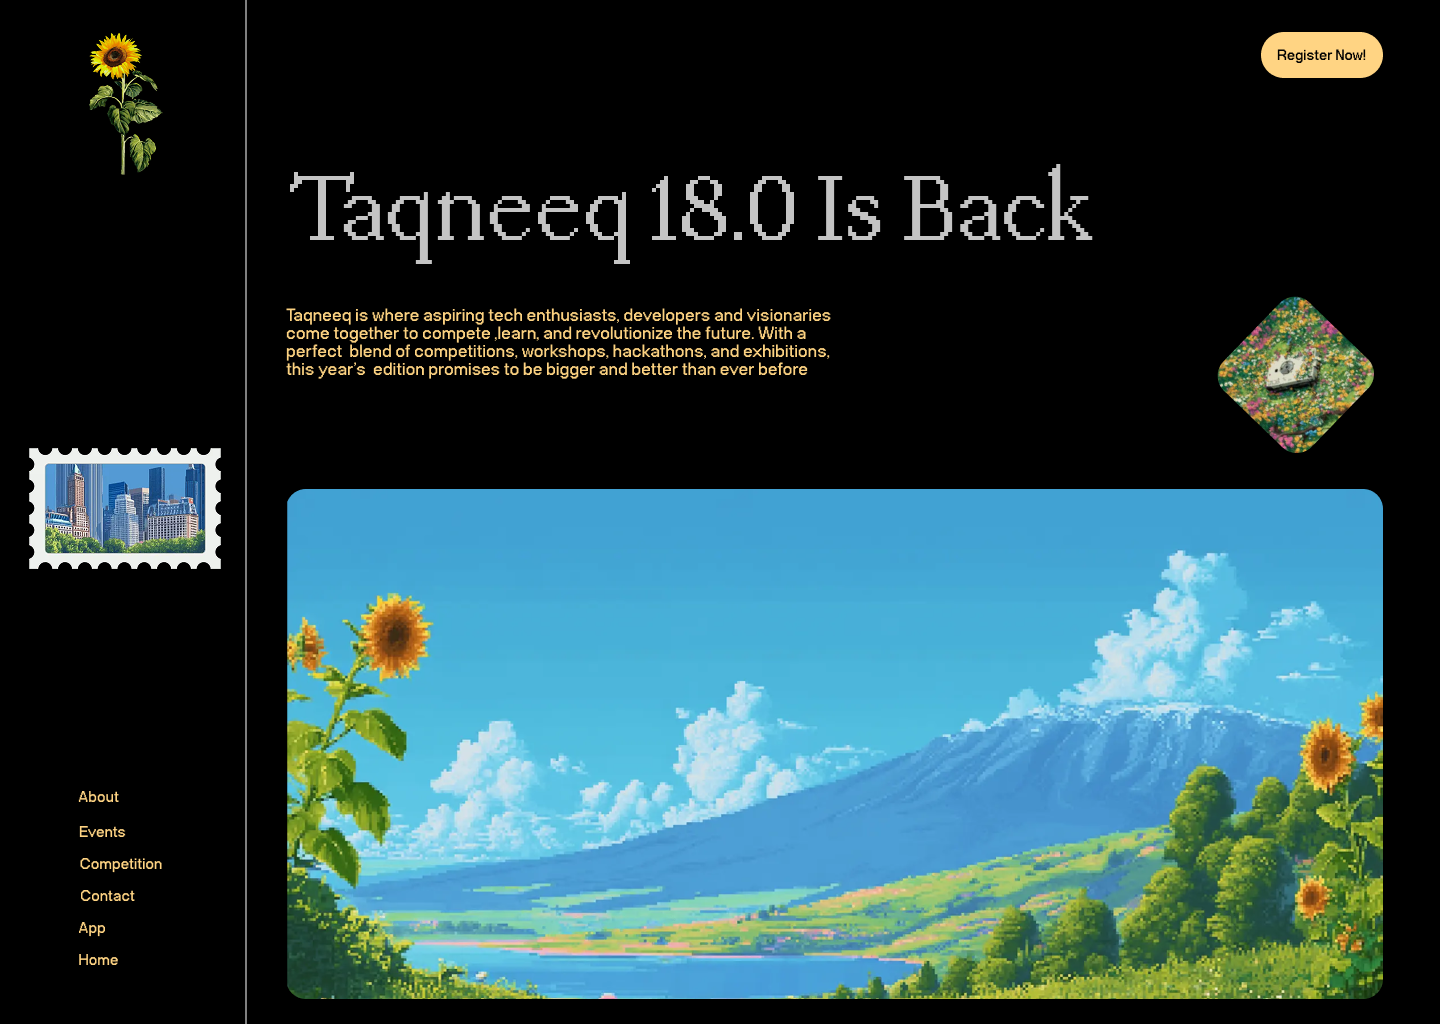 Register Now!
Taqneeq 18.0 Is Back
Taqneeq is where aspiring tech enthusiasts, developers and visionaries
come together to compete ,learn, and revolutionize the future. With a
perfect  blend of competitions, workshops, hackathons, and exhibitions,
this year's  edition promises to be bigger and better than ever before
About
Events
Competition
Contact
App
Home